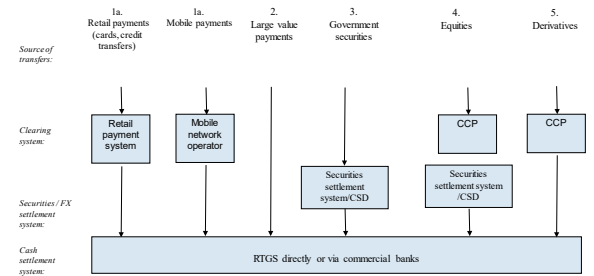 1a.
Retail payments
(cards, credit
transfers)
1a.
Mobile payments
2.
Large value
payments
3.
Government
securities
4.
Equities
5.
Derivatives
Source of
transfers:
Clearing
system:
Retail
payment
system
Mobile
network
operator
CCP
CCP
Securities
settlement
system/CSD
Securities
settlement system
/CSD
Securities / FX
settlement
system:
Cash
settlement
system:
RTGS directly or via commercial banks